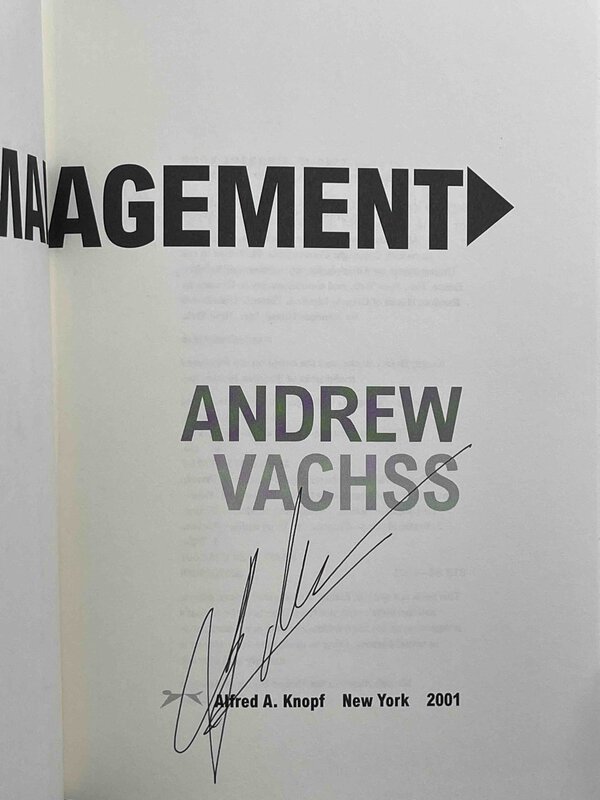 MANAGEMENT
ANDREW
VACHSS
Alfred A. Knopf New York 2001